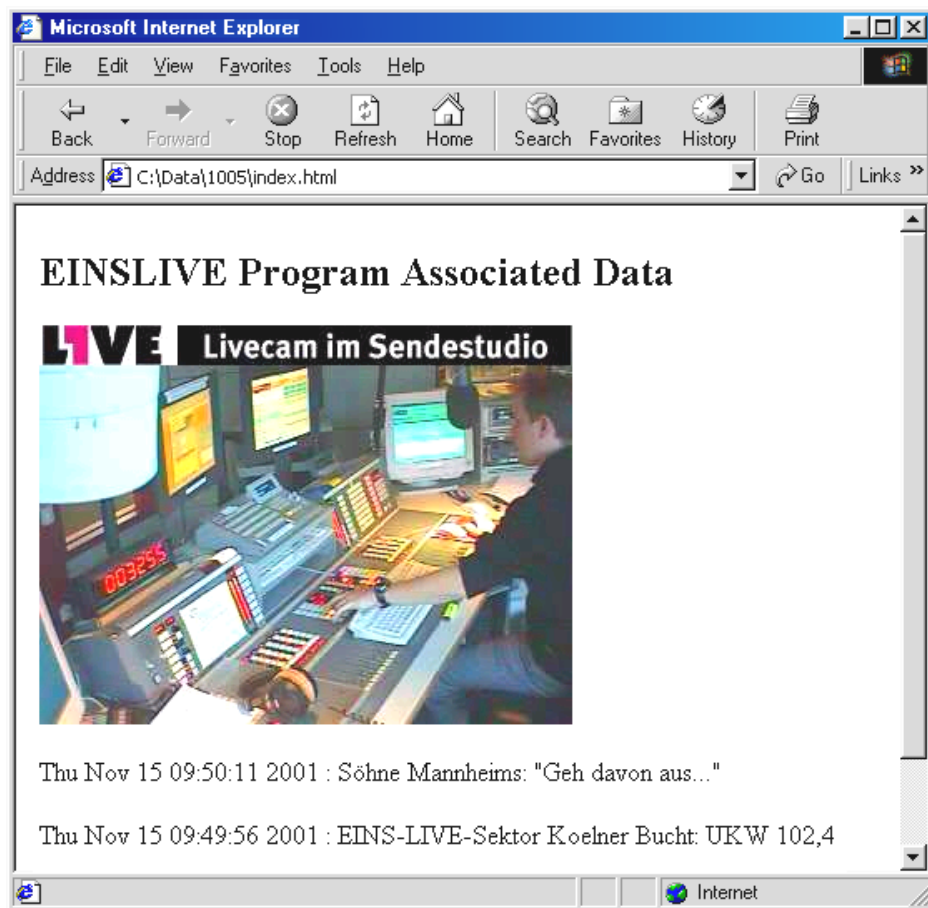 Microsoft Internet Explorer
File Edit View Favorites Tools Help
Back Forward Stop Refresh Home Search Favorites History Print
Address C:\Data\1005\index.html Go Links »
EINSLIVE Program Associated Data
L1VE Livecam im Sendestudio
003255
Thu Nov 15 09:50:11 2001 : Söhne Mannheims: "Geh davon aus..."
Thu Nov 15 09:49:56 2001 : EINS-LIVE-Sektor Koelner Bucht: UKW 102,4
Internet